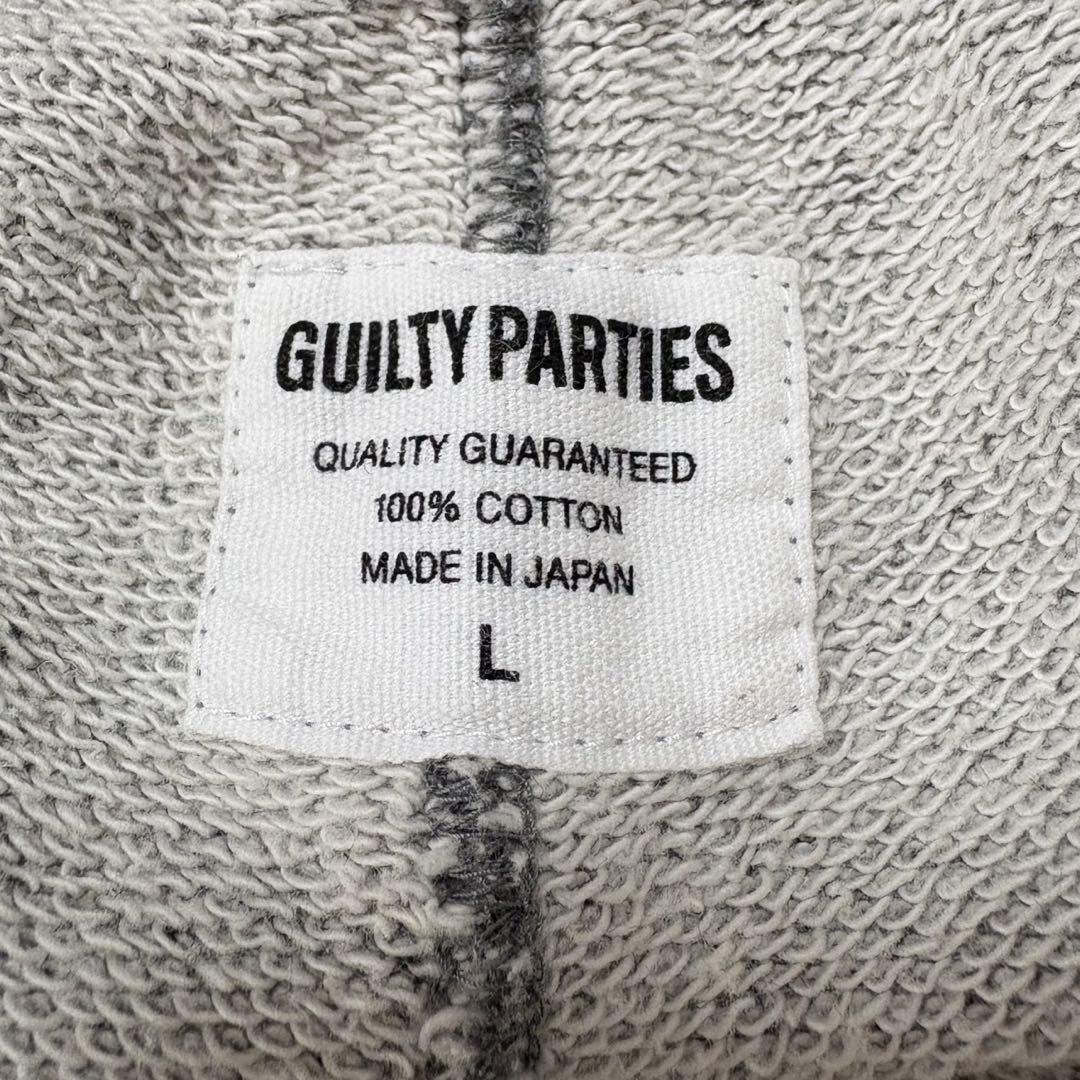 GUILTY PARTIES
QUALITY GUARANTEED
100% COTTON
MADE IN JAPAN
L